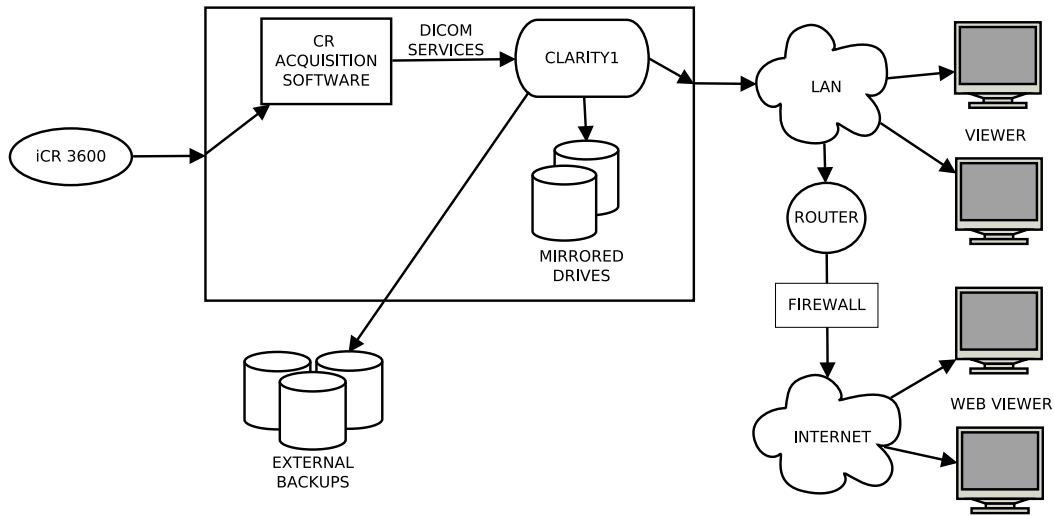 CR
ACQUISITION
SOFTWARE
DICOM
SERVICES
CLARITY1
LAN
VIEWER
iCR 3600
ROUTER
MIRRORED
DRIVES
FIREWALL
WEB VIEWER
INTERNET
EXTERNAL
BACKUPS